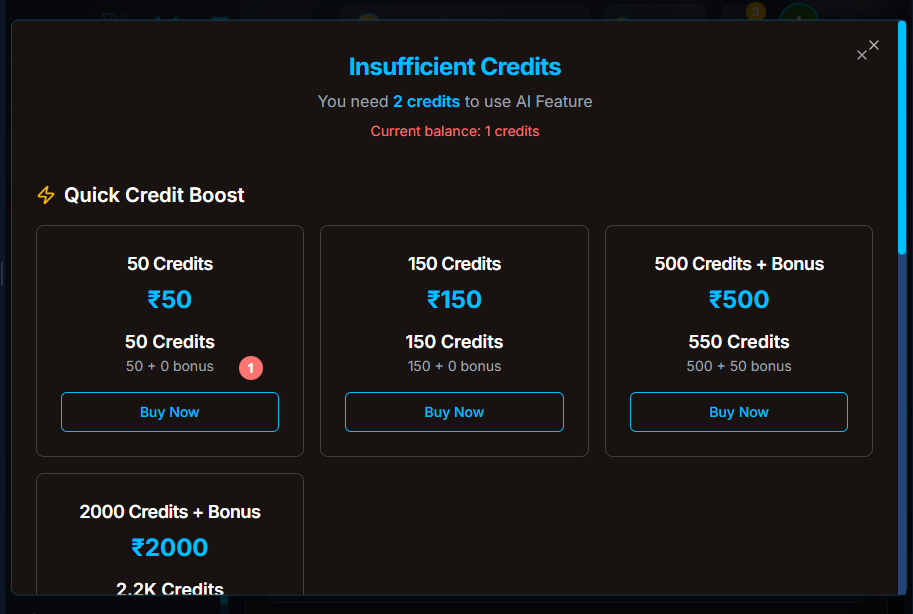 3
Insufficient Credits
You need 2 credits to use AI Feature
Current balance: 1 credits
Quick Credit Boost
50 Credits
₹50
50 Credits
50 + 0 bonus
1
Buy Now
150 Credits
₹150
150 Credits
150 + 0 bonus
Buy Now
500 Credits + Bonus
₹500
550 Credits
500 + 50 bonus
Buy Now
2000 Credits + Bonus
₹2000
2.2K Credits